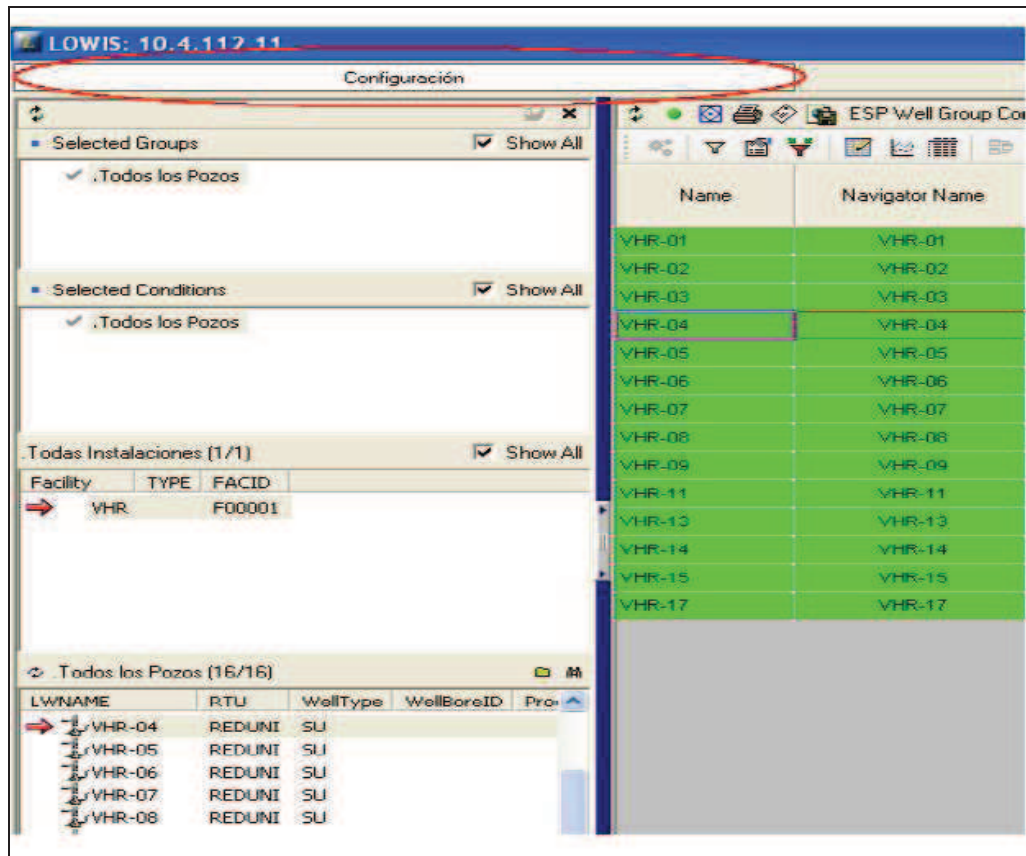 LOWIS: 10.4.112.11
Configuración
Selected Groups Show All
.Todos los Pozos
Selected Conditions Show All
.Todos los Pozos
.Todas Instalaciones (1/1) Show All
Facility TYPE FACID
VHR F00001
.Todos los Pozos (16/16)
LWNAME RTU WellType WellBoreID
VHR-04 REDUNI SU
VHR-05 REDUNI SU
VHR-06 REDUNI SU
VHR-07 REDUNI SU
VHR-08 REDUNI SU
ESP Well Group Co
Name Navigator Name
VHR-01 VHR-01
VHR-02 VHR-02
VHR-03 VHR-03
VHR-04 VHR-04
VHR-05 VHR-05
VHR-06 VHR-06
VHR-07 VHR-07
VHR-08 VHR-08
VHR-09 VHR-09
VHR-11 VHR-11
VHR-13 VHR-13
VHR-14 VHR-14
VHR-15 VHR-15
VHR-17 VHR-17